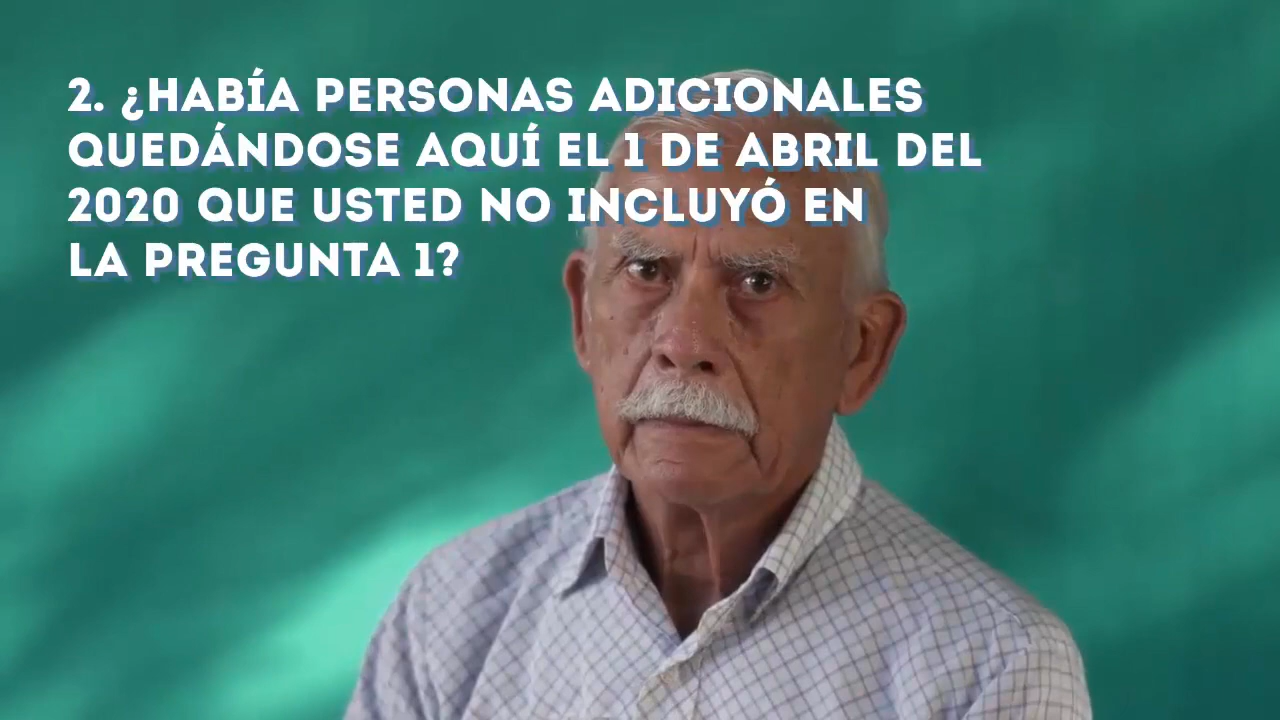 2. ¿HABÍA PERSONAS ADICIONALES
QUEDÁNDOSE AQUÍ EL 1 DE ABRIL DEL
2020 QUE USTED NO INCLUYÓ EN
LA PREGUNTA 1?